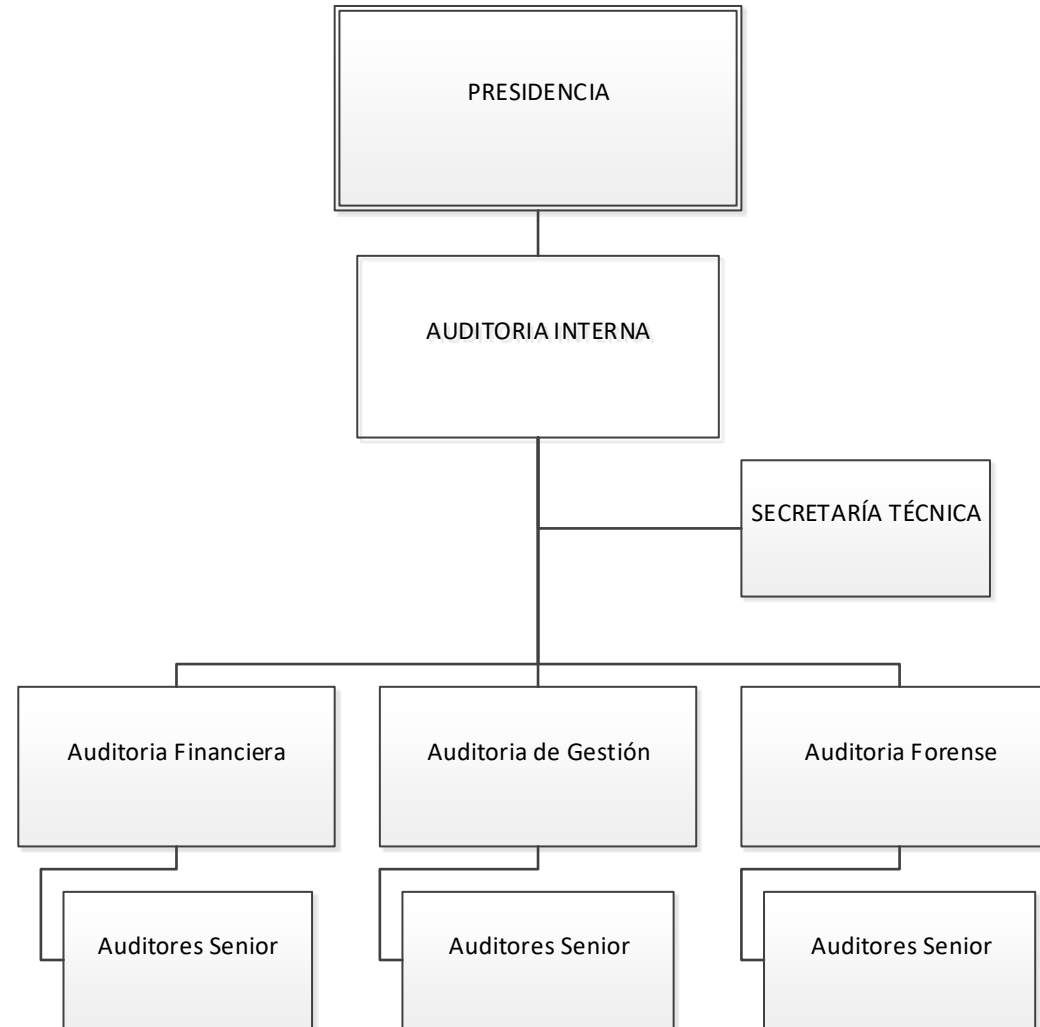 PRESIDENCIA
AUDITORIA INTERNA
SECRETARÍA TÉCNICA
Auditoria Financiera
Auditoria de Gestión
Auditoria Forense
Auditores Senior
Auditores Senior
Auditores Senior